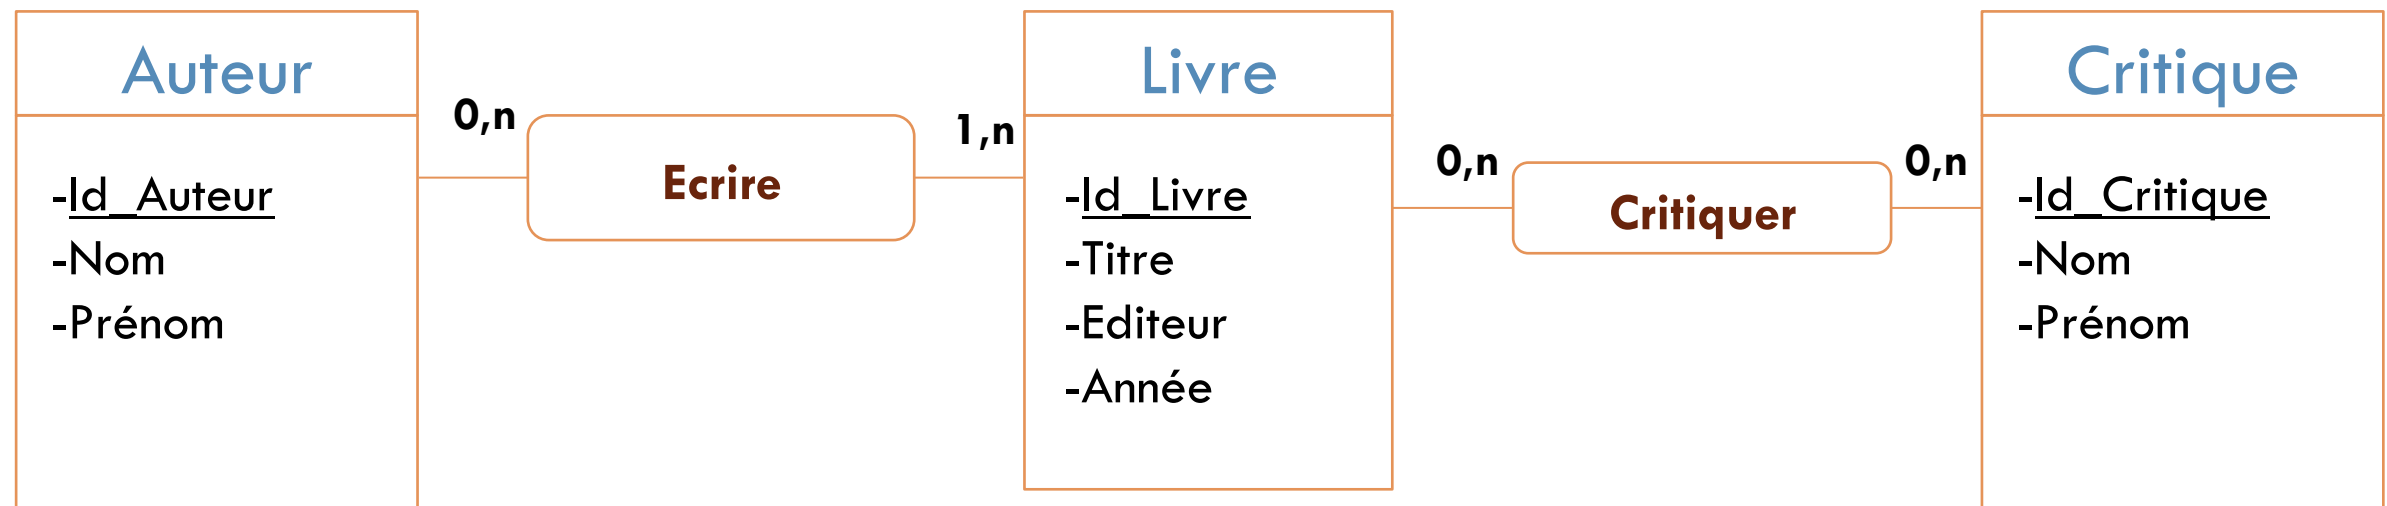 Auteur
-Id_Auteur
-Nom
-Prénom
0,n
Ecrire
1,n
Livre
-Id_Livre
-Titre
-Editeur
-Année
0,n
Critiquer
0,n
Critique
-Id_Critique
-Nom
-Prénom